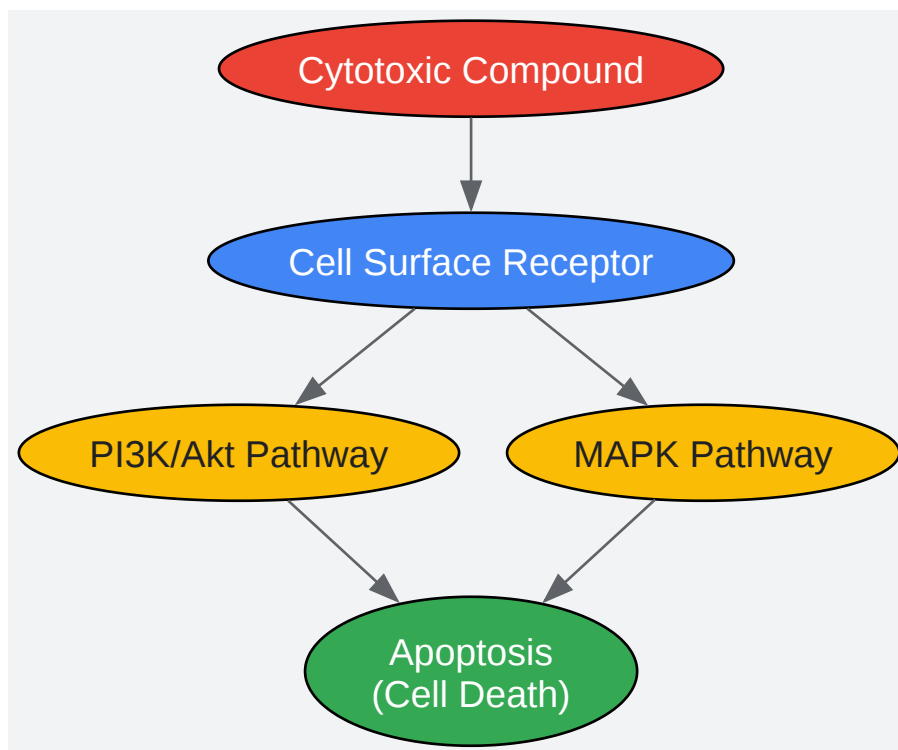 Cytotoxic Compound
Cell Surface Receptor
PI3K/Akt Pathway
MAPK Pathway
Apoptosis
(Cell Death)